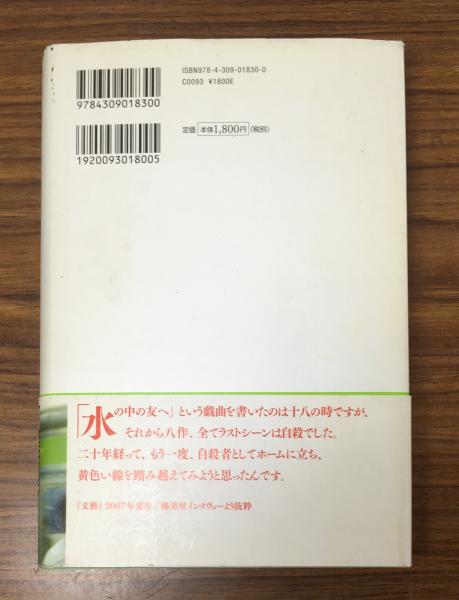 ISBN978-4-309-01830-0
C0093 ¥1800E
9784309018300
定価 本体1,800円(税別)
1920093018005
「水の中の友へ」という戯曲を書いたのは十八の時ですが、
それから八作、全てラストシーンは自殺でした。
二十年経って、もう一度、自殺者としてホームに立ち、
黄色い線を踏み越えてみようと思ったんです。
『文藝』2007年夏号 柳美里インタヴューより抜粋